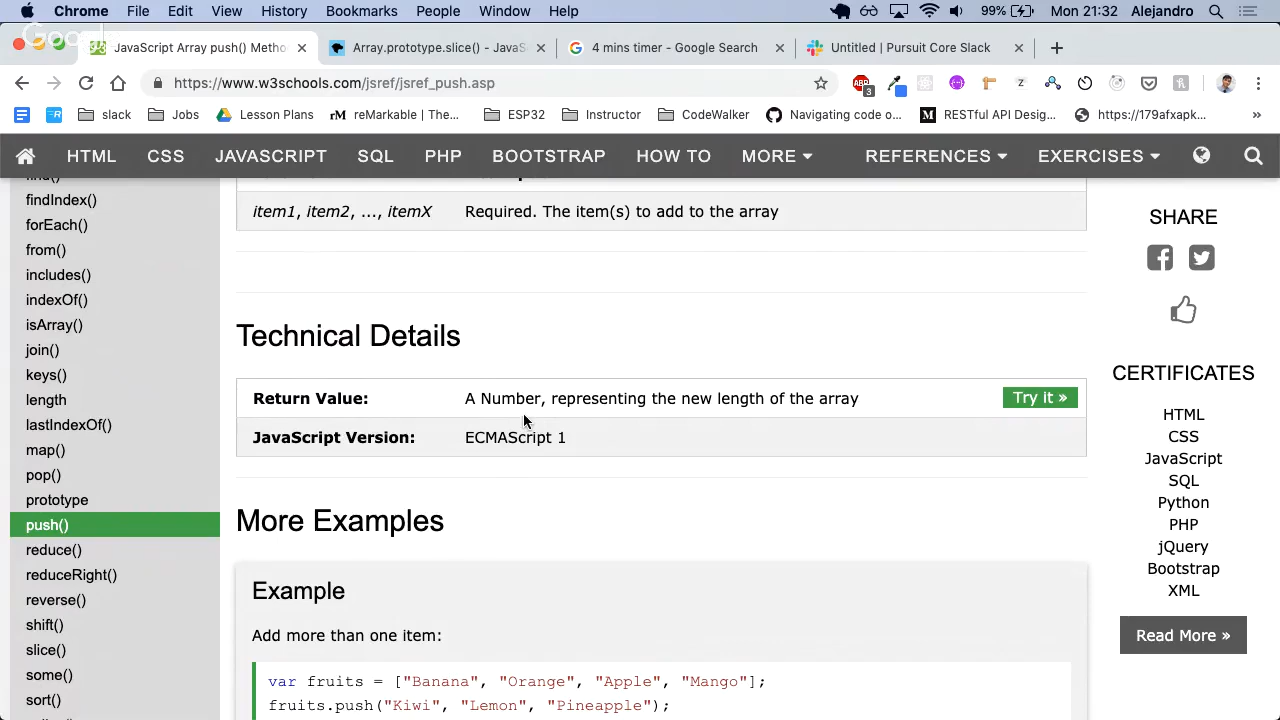 Chrome File Edit View History Bookmarks People Window Help 99% Mon 21:32 Alejandro
JavaScript Array push() Metho Array.prototype.slice() - JavaS 4 mins timer - Google Search Untitled | Pursuit Core Slack
https://www.w3schools.com/jsref/jsref_push.asp
slack Jobs Lesson Plans rM reMarkable | The... ESP32 Instructor CodeWalker Navigating code o... RESTful API Desig... https://179afxapk...
HTML CSS JAVASCRIPT SQL PHP BOOTSTRAP HOW TO MORE REFERENCES EXERCISES
find()
findIndex()
forEach()
from()
includes()
indexOf()
isArray()
join()
keys()
length
lastIndexOf()
map()
pop()
prototype
push()
reduce()
reduceRight()
reverse()
shift()
slice()
some()
sort()
item1, item2, ..., itemX Required. The item(s) to add to the array
Technical Details
Return Value: A Number, representing the new length of the array Try it »
JavaScript Version: ECMAScript 1
More Examples
Example
Add more than one item:
var fruits = ["Banana", "Orange", "Apple", "Mango"];
fruits.push("Kiwi", "Lemon", "Pineapple");
SHARE
CERTIFICATES
HTML
CSS
JavaScript
SQL
Python
PHP
jQuery
Bootstrap
XML
Read More »